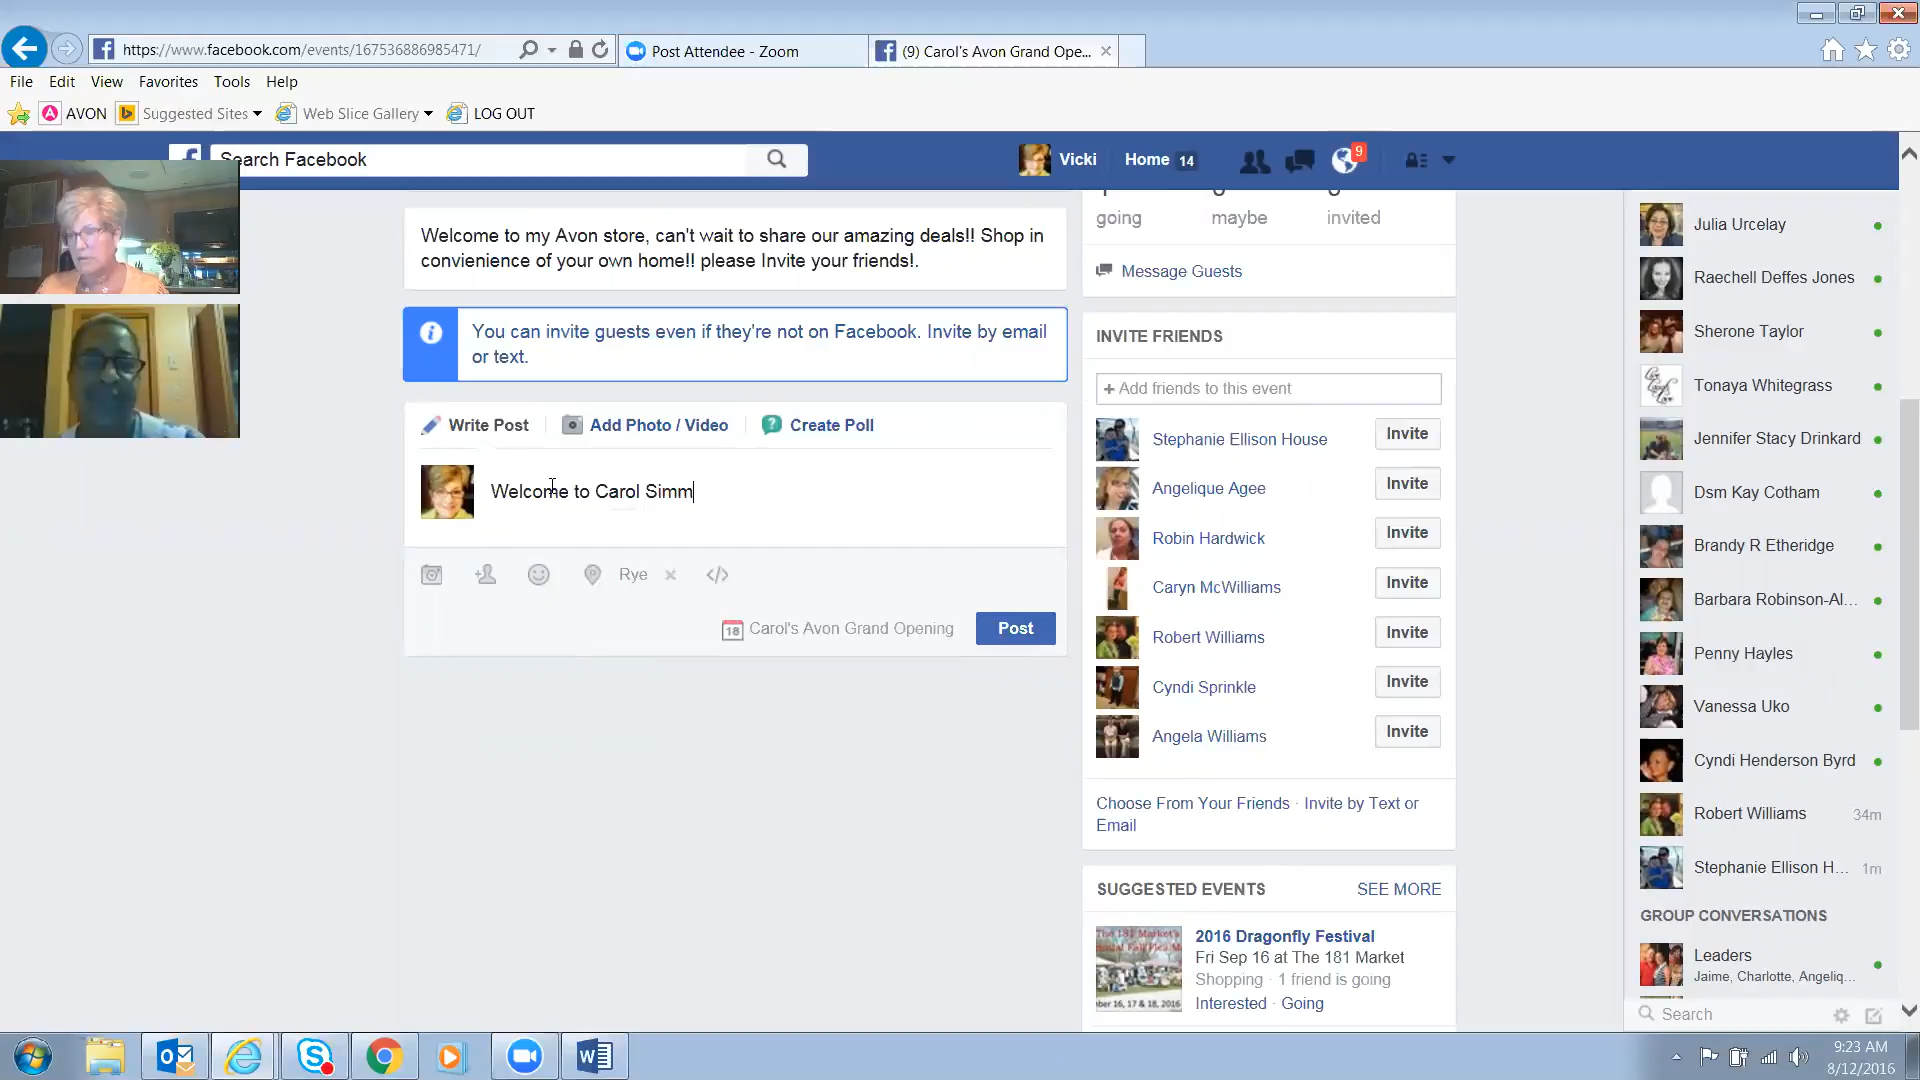 https://www.facebook.com/events/167536886985471/
Post Attendee - Zoom
(9) Carol's Avon Grand Ope...
File Edit View Favorites Tools Help
AVON Suggested Sites Web Slice Gallery LOG OUT
Search Facebook
Vicki Home 14
9
going maybe invited
Message Guests
Welcome to my Avon store, can't wait to share our amazing deals!! Shop in
convienience of your own home!! please Invite your friends!.
You can invite guests even if they're not on Facebook. Invite by email
or text.
Write Post Add Photo / Video Create Poll
Welcome to Carol Simm
Rye
18 Carol's Avon Grand Opening Post
INVITE FRIENDS
+ Add friends to this event
Stephanie Ellison House Invite
Angelique Agee Invite
Robin Hardwick Invite
Caryn McWilliams Invite
Robert Williams Invite
Cyndi Sprinkle Invite
Angela Williams Invite
Choose From Your Friends · Invite by Text or
Email
SUGGESTED EVENTS SEE MORE
2016 Dragonfly Festival
Fri Sep 16 at The 181 Market
Shopping · 1 friend is going
Interested · Going
Julia Urcelay
Raechell Deffes Jones
Sherone Taylor
Tonaya Whitegrass
Jennifer Stacy Drinkard
Dsm Kay Cotham
Brandy R Etheridge
Barbara Robinson-Al...
Penny Hayles
Vanessa Uko
Cyndi Henderson Byrd
Robert Williams 34m
Stephanie Ellison H... 1m
GROUP CONVERSATIONS
Leaders
Jaime, Charlotte, Angeliq...
Search
9:23 AM
8/12/2016